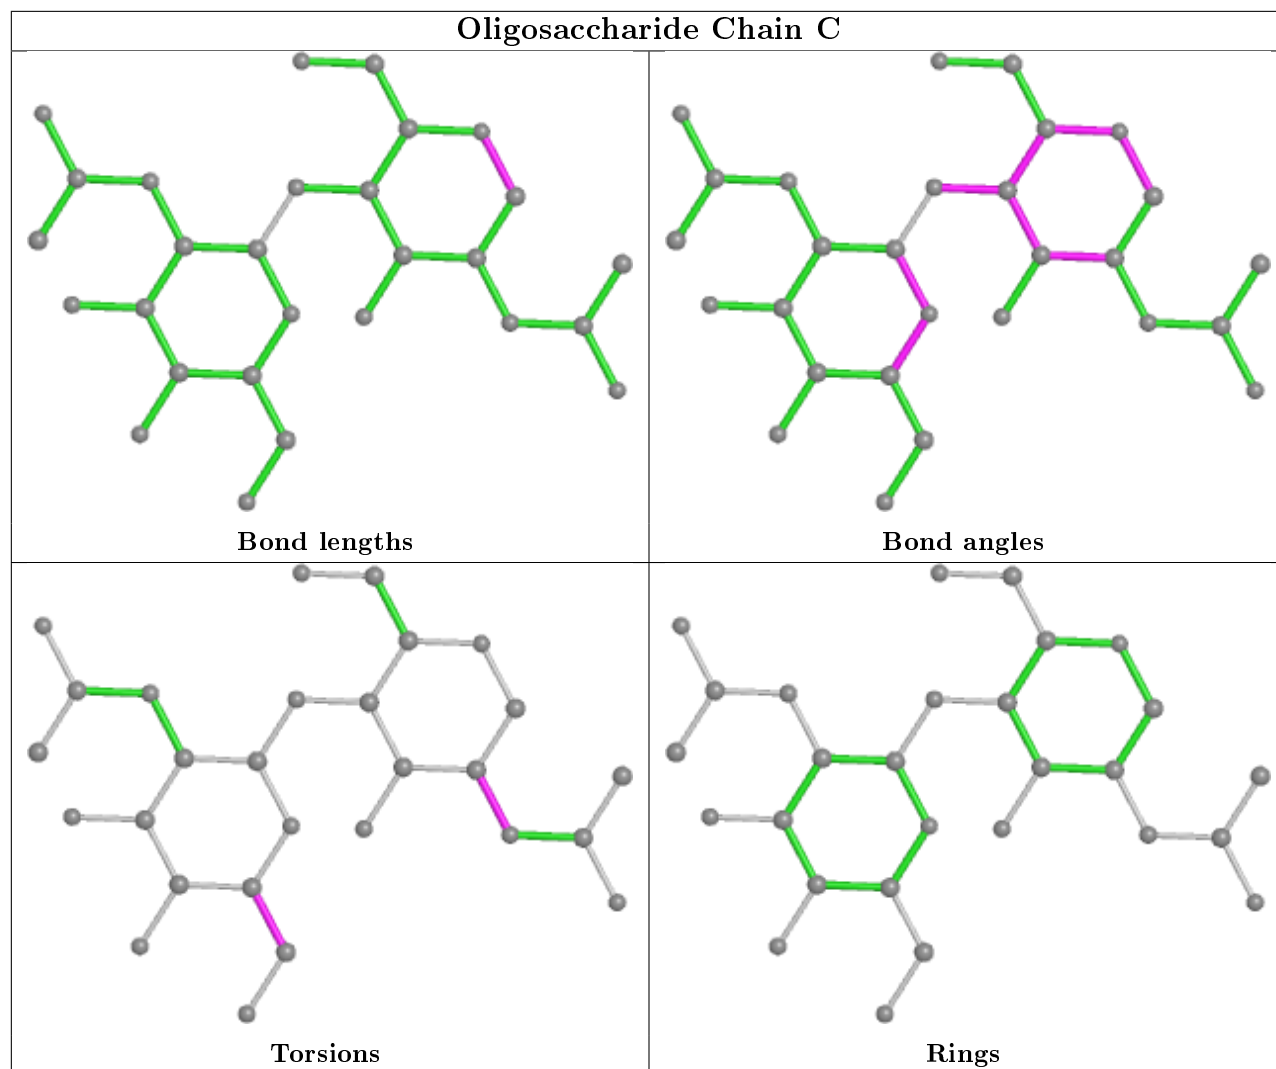 Oligosaccharide Chain C
Bond lengths
Bond angles
Torsions
Rings